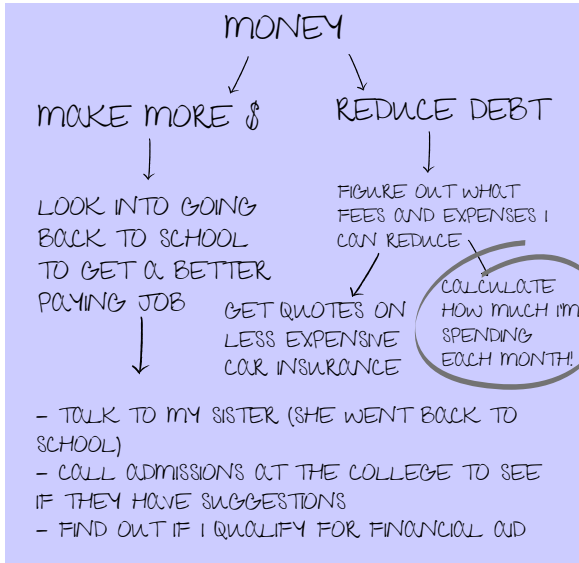 MONEY
MAKE MORE $
REDUCE DEBT
LOOK INTO GOING
BACK TO SCHOOL
TO GET A BETTER
PAYING JOB
FIGURE OUT WHAT
FEES AND EXPENSES I
CAN REDUCE
GET QUOTES ON
LESS EXPENSIVE
CAR INSURANCE
CALCULATE
HOW MUCH I'M
SPENDING
EACH MONTH!
- TALK TO MY SISTER (SHE WENT BACK TO
SCHOOL)
- CALL ADMISSIONS AT THE COLLEGE TO SEE
IF THEY HAVE SUGGESTIONS
- FIND OUT IF I QUALIFY FOR FINANCIAL AID